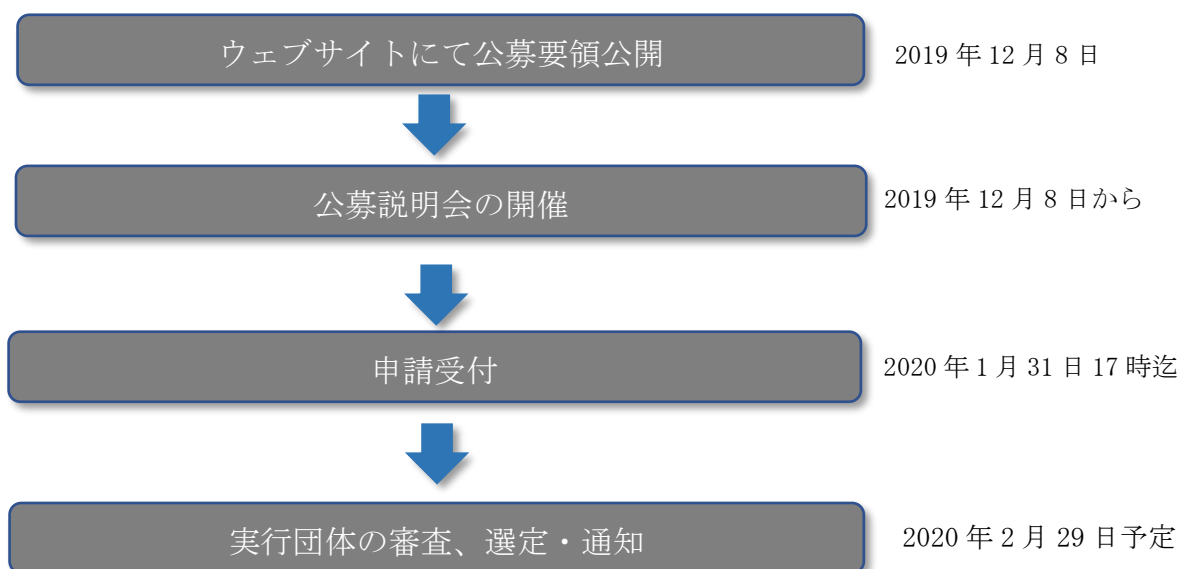 ウェブサイトにて公募要領公開
2019 年 12 月 8 日
公募説明会の開催
2019 年 12 月 8 日から
申請受付
2020 年 1 月 31 日 17 時迄
実行団体の審査、選定・通知
2020 年 2 月 29 日予定